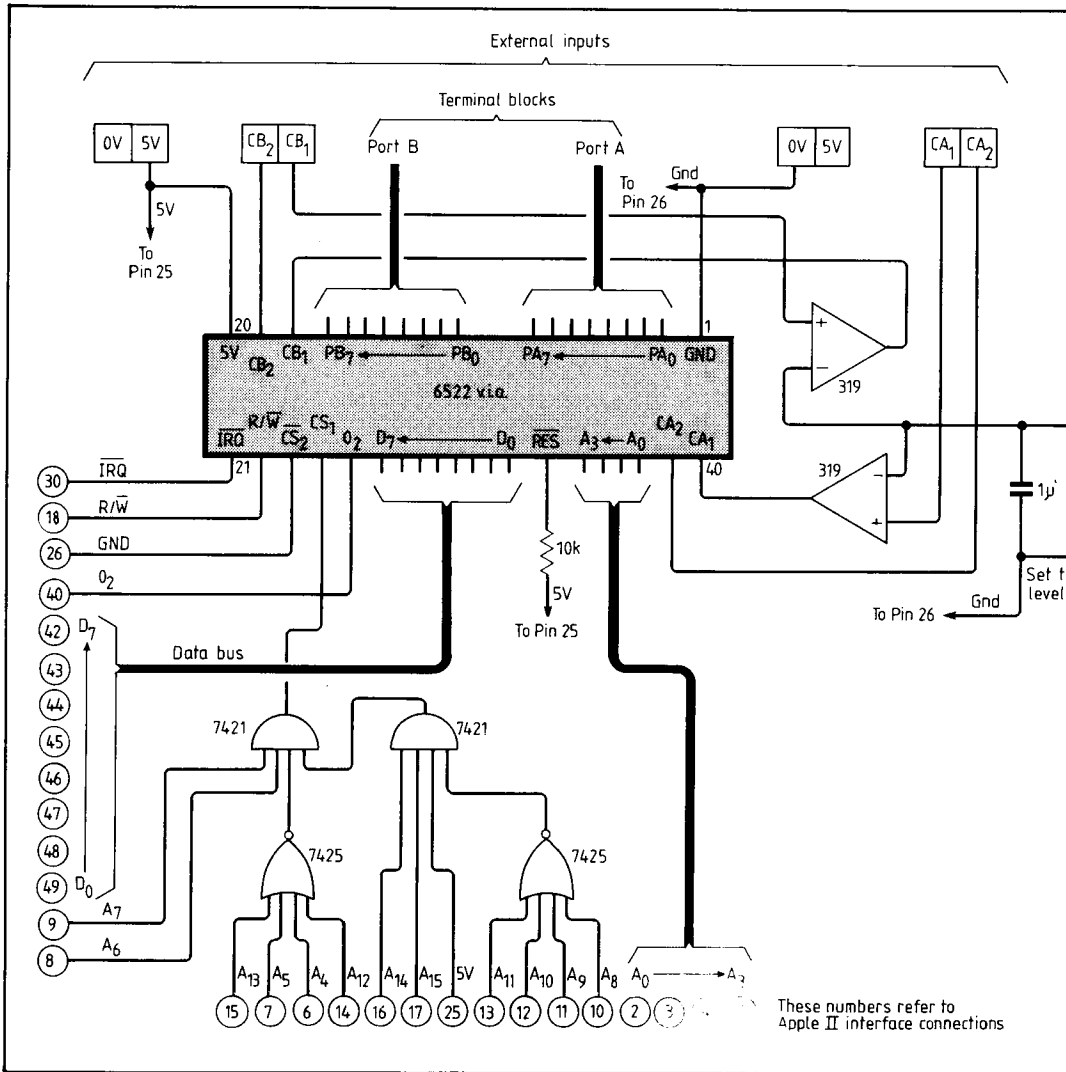 External inputs
Terminal blocks
0V 5V
CB2 CB1
Port B
Port A
0V 5V
CA1 CA2
To Pin 26
Gnd
5V
To Pin 25
20
1
5V CB2 CB1 PB7 PB0 PA7 PA0 GND
6522 v.i.a.
IRQ R/W CS2 CS1 O2 D7 D0 RES A3 A0 CA2 CA1
21
40
+
−
319
319
−
+
1µ
30 IRQ
18 R/W
26 GND
40 O2
10k
5V
To Pin 25
Set t
level
To Pin 26
Gnd
42 D7
43
44
45
46
47
48
49 D0
Data bus
7421
7421
7425
7425
9 A7
8 A6
A13 A5 A4 A12 A14 A15 5V A11 A10 A9 A8 A0 A3
15 7 6 14 16 17 25 13 12 11 10 2 3
These numbers refer to
Apple II interface connections